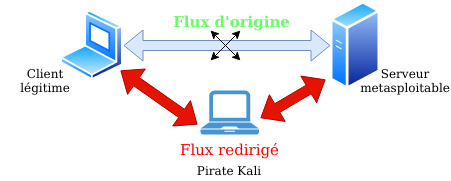 Flux d'origine
Client
légitime
Serveur
metasploitable
Flux redirigé
Pirate Kali